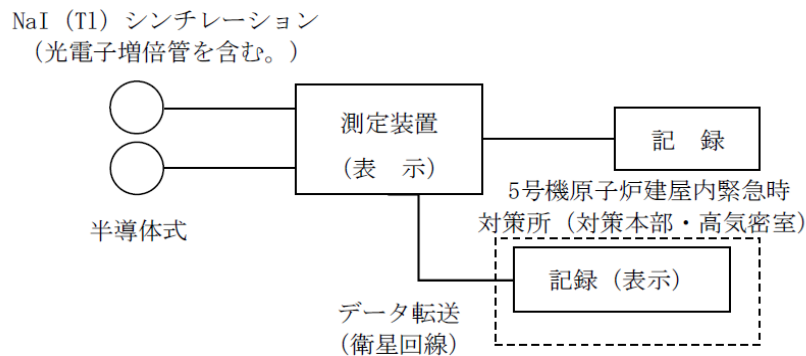 NaI（Tl）シンチレーション
（光電子増倍管を含む。）
測定装置
（表　示）
記　録
半導体式
5号機原子炉建屋内緊急時
対策所（対策本部・高気密室）
記録（表示）
データ転送
（衛星回線）